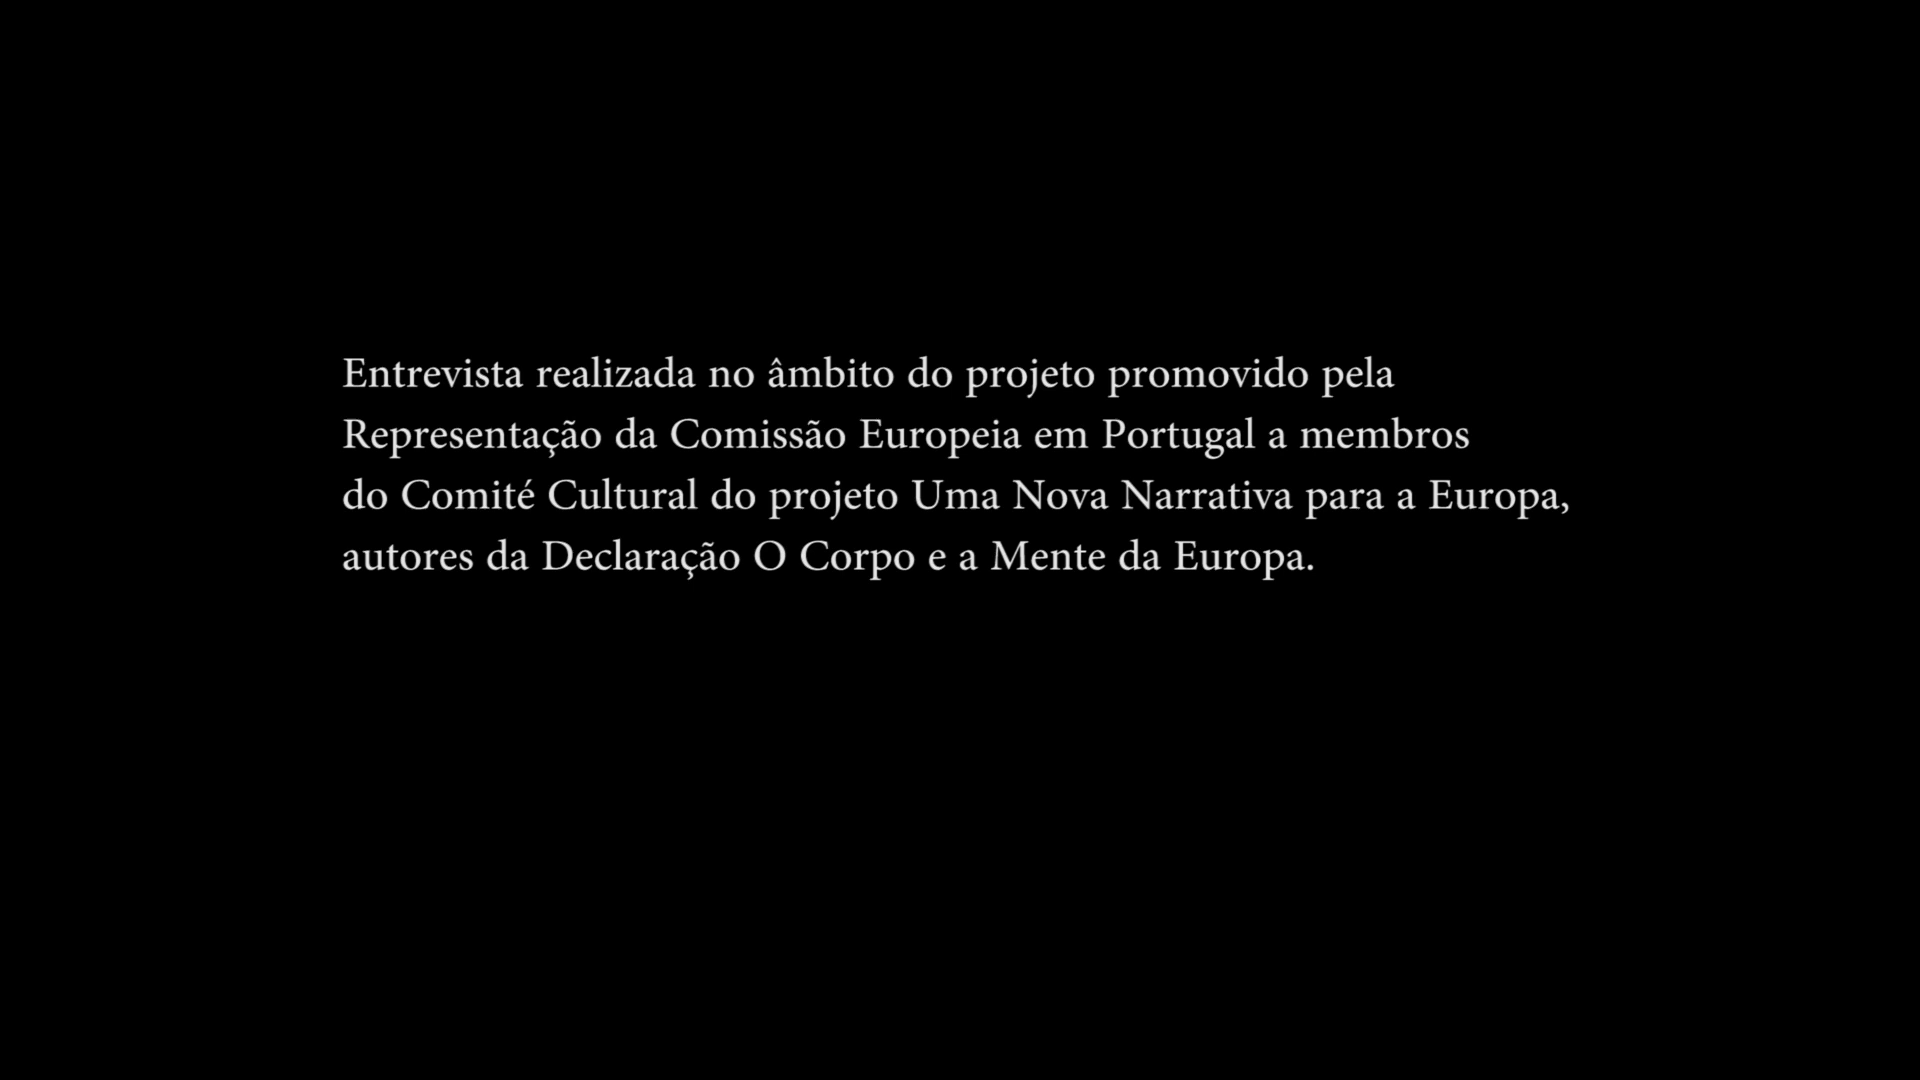 Entrevista realizada no âmbito do projeto promovido pela
Representação da Comissão Europeia em Portugal a membros
do Comité Cultural do projeto Uma Nova Narrativa para a Europa,
autores da Declaração O Corpo e a Mente da Europa.